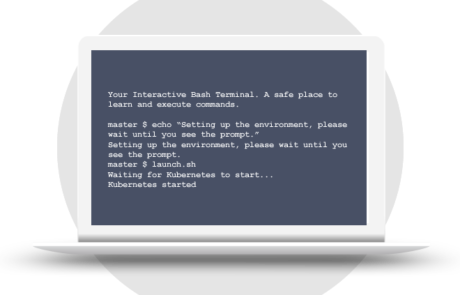 Your Interactive Bash Terminal. A safe place to
learn and execute commands.
master $ echo “Setting up the environment, please
wait until you see the prompt.”
Setting up the environment, please wait until you
see the prompt.
master $ launch.sh
Waiting for Kubernetes to start...
Kubernetes started